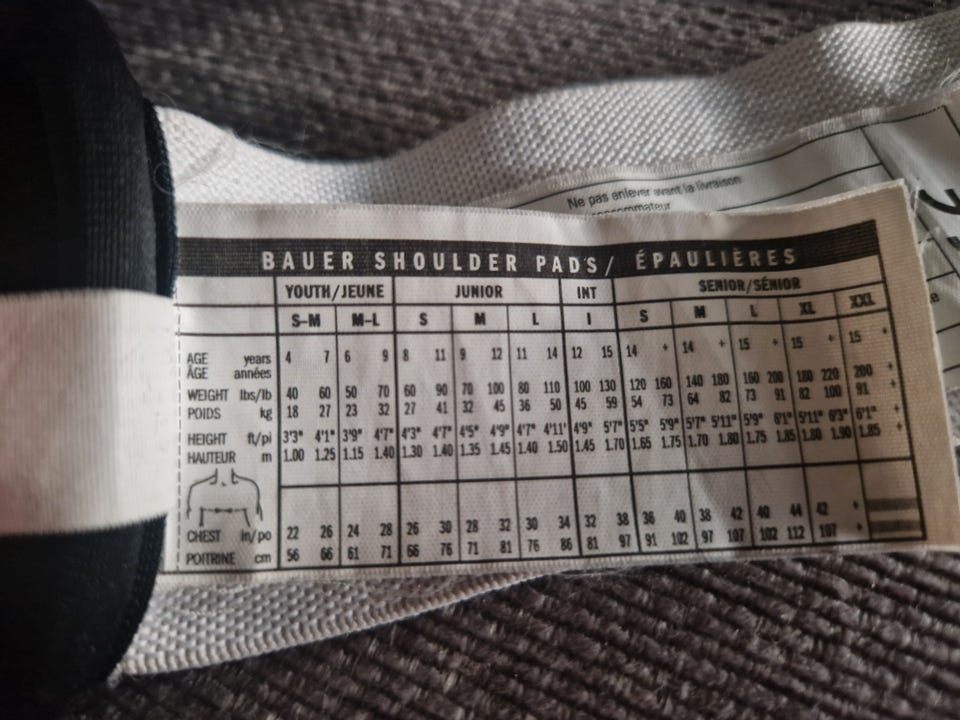 Ne pas enlever avant la livraison
consommateur
BAUER SHOULDER PADS / ÉPAULIÈRES
YOUTH/JEUNE JUNIOR INT SENIOR/SÉNIOR
S-M M-L S M L I S M L XL XXL
AGE years 4 7 6 9 8 11 9 12 11 14 12 15 14 + 14 + 15 + 15 + 15 +
ÂGE années
WEIGHT lbs/lb 40 60 50 70 60 90 70 100 80 110 100 130 120 160 140 180 160 200 180 220 200 +
POIDS kg 18 27 23 32 27 41 32 45 36 50 45 59 54 73 64 82 73 91 82 100 91 +
HEIGHT ft/pi 3'3" 4'1" 3'9" 4'7" 4'3" 4'7" 4'5" 4'9" 4'7" 4'11' 4'9" 5'7" 5'5" 5'9" 5'7" 5'11" 5'9" 6'1" 5'11" 6'3" 6'1" +
HAUTEUR m 1.00 1.25 1.15 1.40 1.30 1.40 1.35 1.45 1.40 1.50 1.45 1.70 1.65 1.75 1.70 1.80 1.75 1.85 1.80 1.90 1.85 +
CHEST in/po 22 26 24 28 26 30 28 32 30 34 32 38 36 40 38 42 40 44 42 +
POITRINE cm 56 66 61 71 66 76 71 81 76 86 81 97 91 102 97 107 102 112 107 +